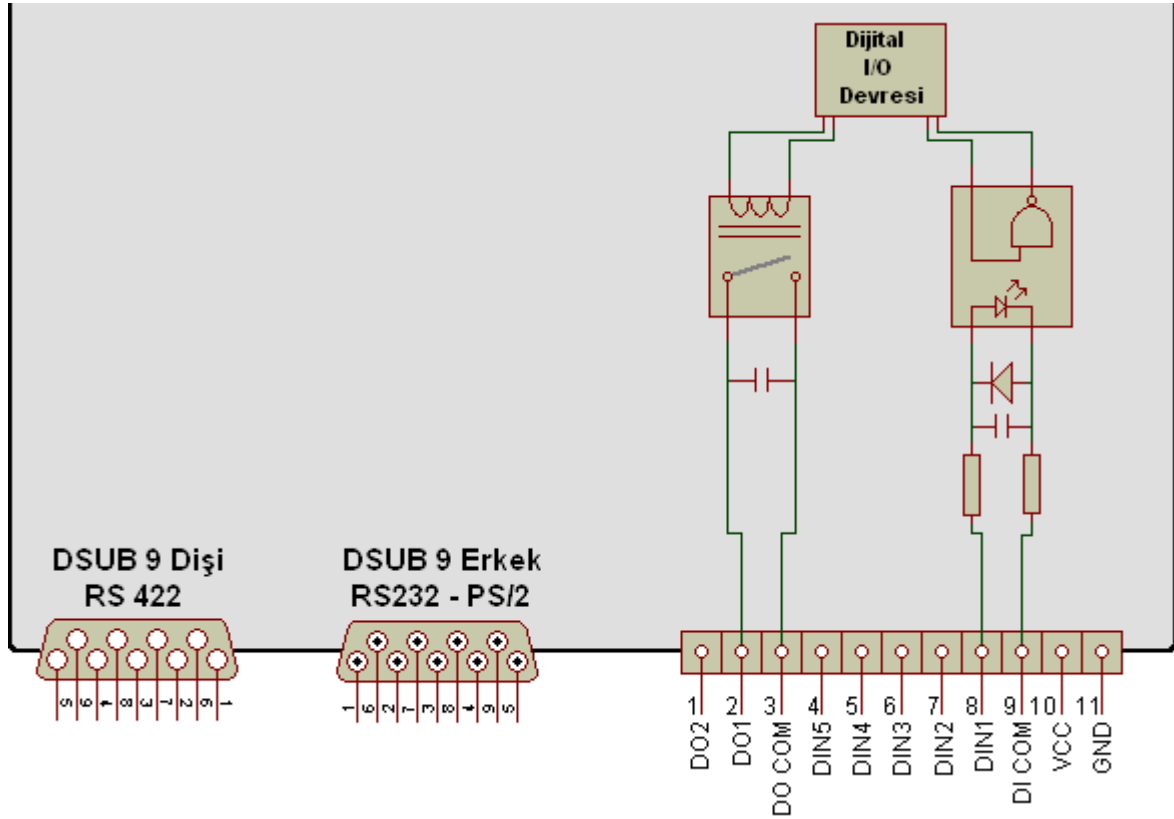 Dijital
I/O
Devresi
DSUB 9 Dişi
RS 422
DSUB 9 Erkek
RS232 - PS/2
5 9 4 8 3 7 2 6 1
1 6 2 7 3 8 4 9 5
1 2 3 4 5 6 7 8 9 10 11
DO2
DO1
DO COM
DIN5
DIN4
DIN3
DIN2
DIN1
DI COM
VCC
GND